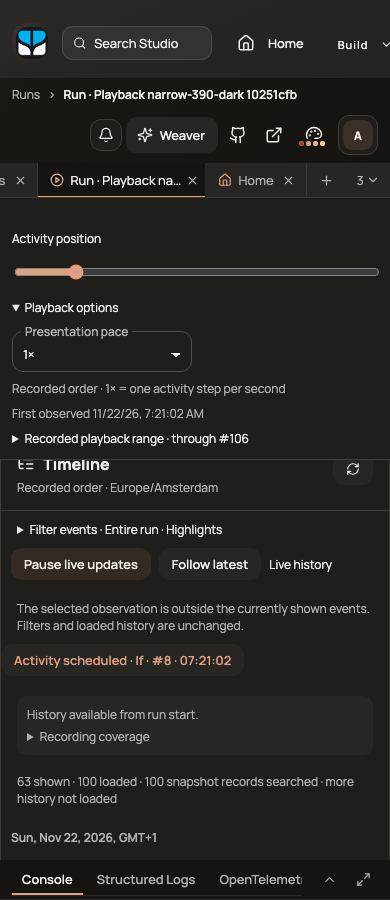 Search Studio
Home
Build
Runs > Run · Playback narrow-390-dark 10251cfb
Weaver
A
s
Run · Playback na...
Home
3
Activity position
Playback options
Presentation pace
1×
Recorded order · 1× = one activity step per second
First observed 11/22/26, 7:21:02 AM
Recorded playback range · through #106
Timeline
Recorded order · Europe/Amsterdam
Filter events · Entire run · Highlights
Pause live updates
Follow latest
Live history
The selected observation is outside the currently shown events.
Filters and loaded history are unchanged.
Activity scheduled · If · #8 · 07:21:02
History available from run start.
Recording coverage
63 shown · 100 loaded · 100 snapshot records searched · more
history not loaded
Sun, Nov 22, 2026, GMT+1
Console
Structured Logs
OpenTelemet